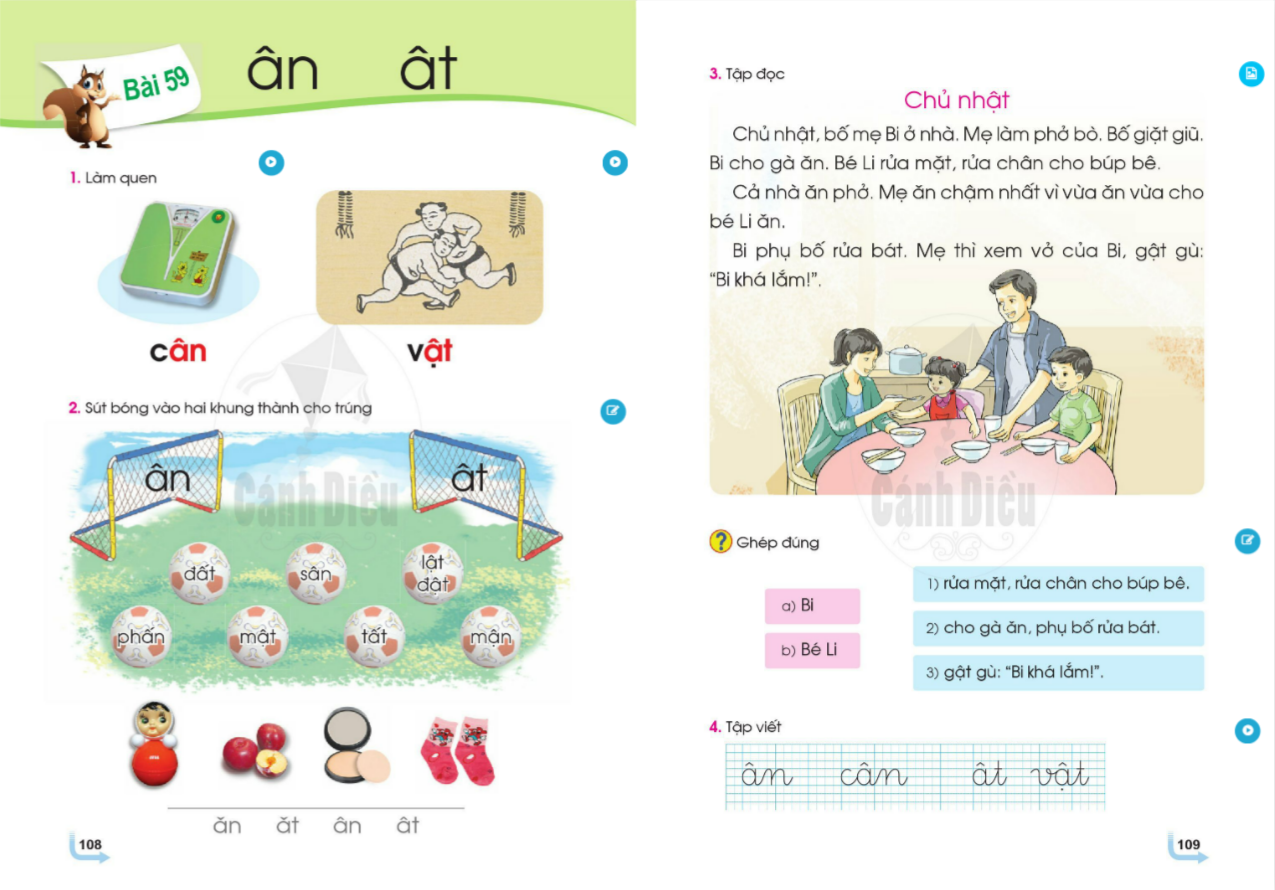 Bài 59
ân ât
1. Làm quen
cân vật
2. Sút bóng vào hai khung thành cho trúng
ân ât
Cánh Diều
đất sân lật
đật
phấn mật tất mận
ăn ăt ân ât
108
3. Tập đọc
Chủ nhật
Chủ nhật, bố mẹ Bi ở nhà. Mẹ làm phở bò. Bố giặt giũ.
Bi cho gà ăn. Bé Li rửa mặt, rửa chân cho búp bê.
Cả nhà ăn phở. Mẹ ăn chậm nhất vì vừa ăn vừa cho
bé Li ăn.
Bi phụ bố rửa bát. Mẹ thì xem vở của Bi, gật gù:
“Bi khá lắm!”.
Cánh Diều
? Ghép đúng
a) Bi
b) Bé Li
1) rửa mặt, rửa chân cho búp bê.
2) cho gà ăn, phụ bố rửa bát.
3) gật gù: “Bi khá lắm!”.
4. Tập viết
ân cân ât vật
109